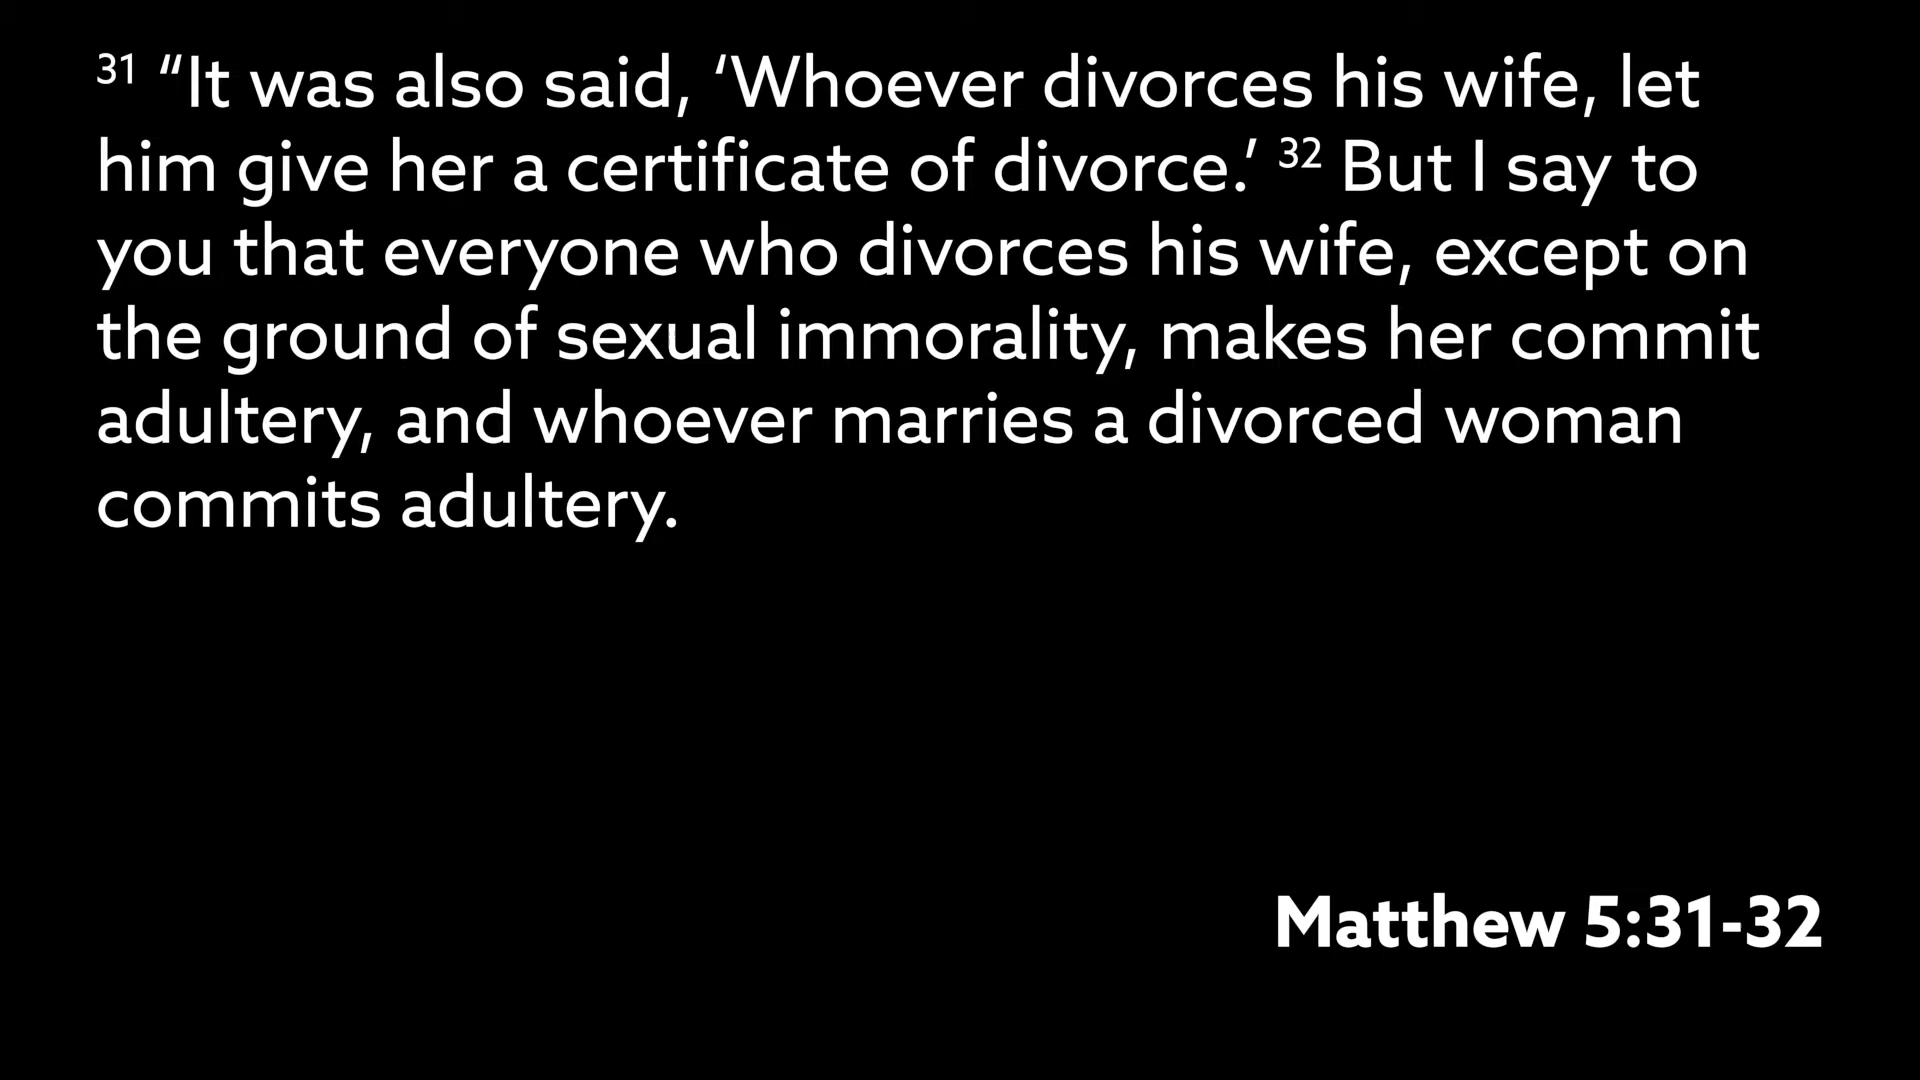 31 “It was also said, ‘Whoever divorces his wife, let
him give her a certificate of divorce.’ 32 But I say to
you that everyone who divorces his wife, except on
the ground of sexual immorality, makes her commit
adultery, and whoever marries a divorced woman
commits adultery.
Matthew 5:31-32